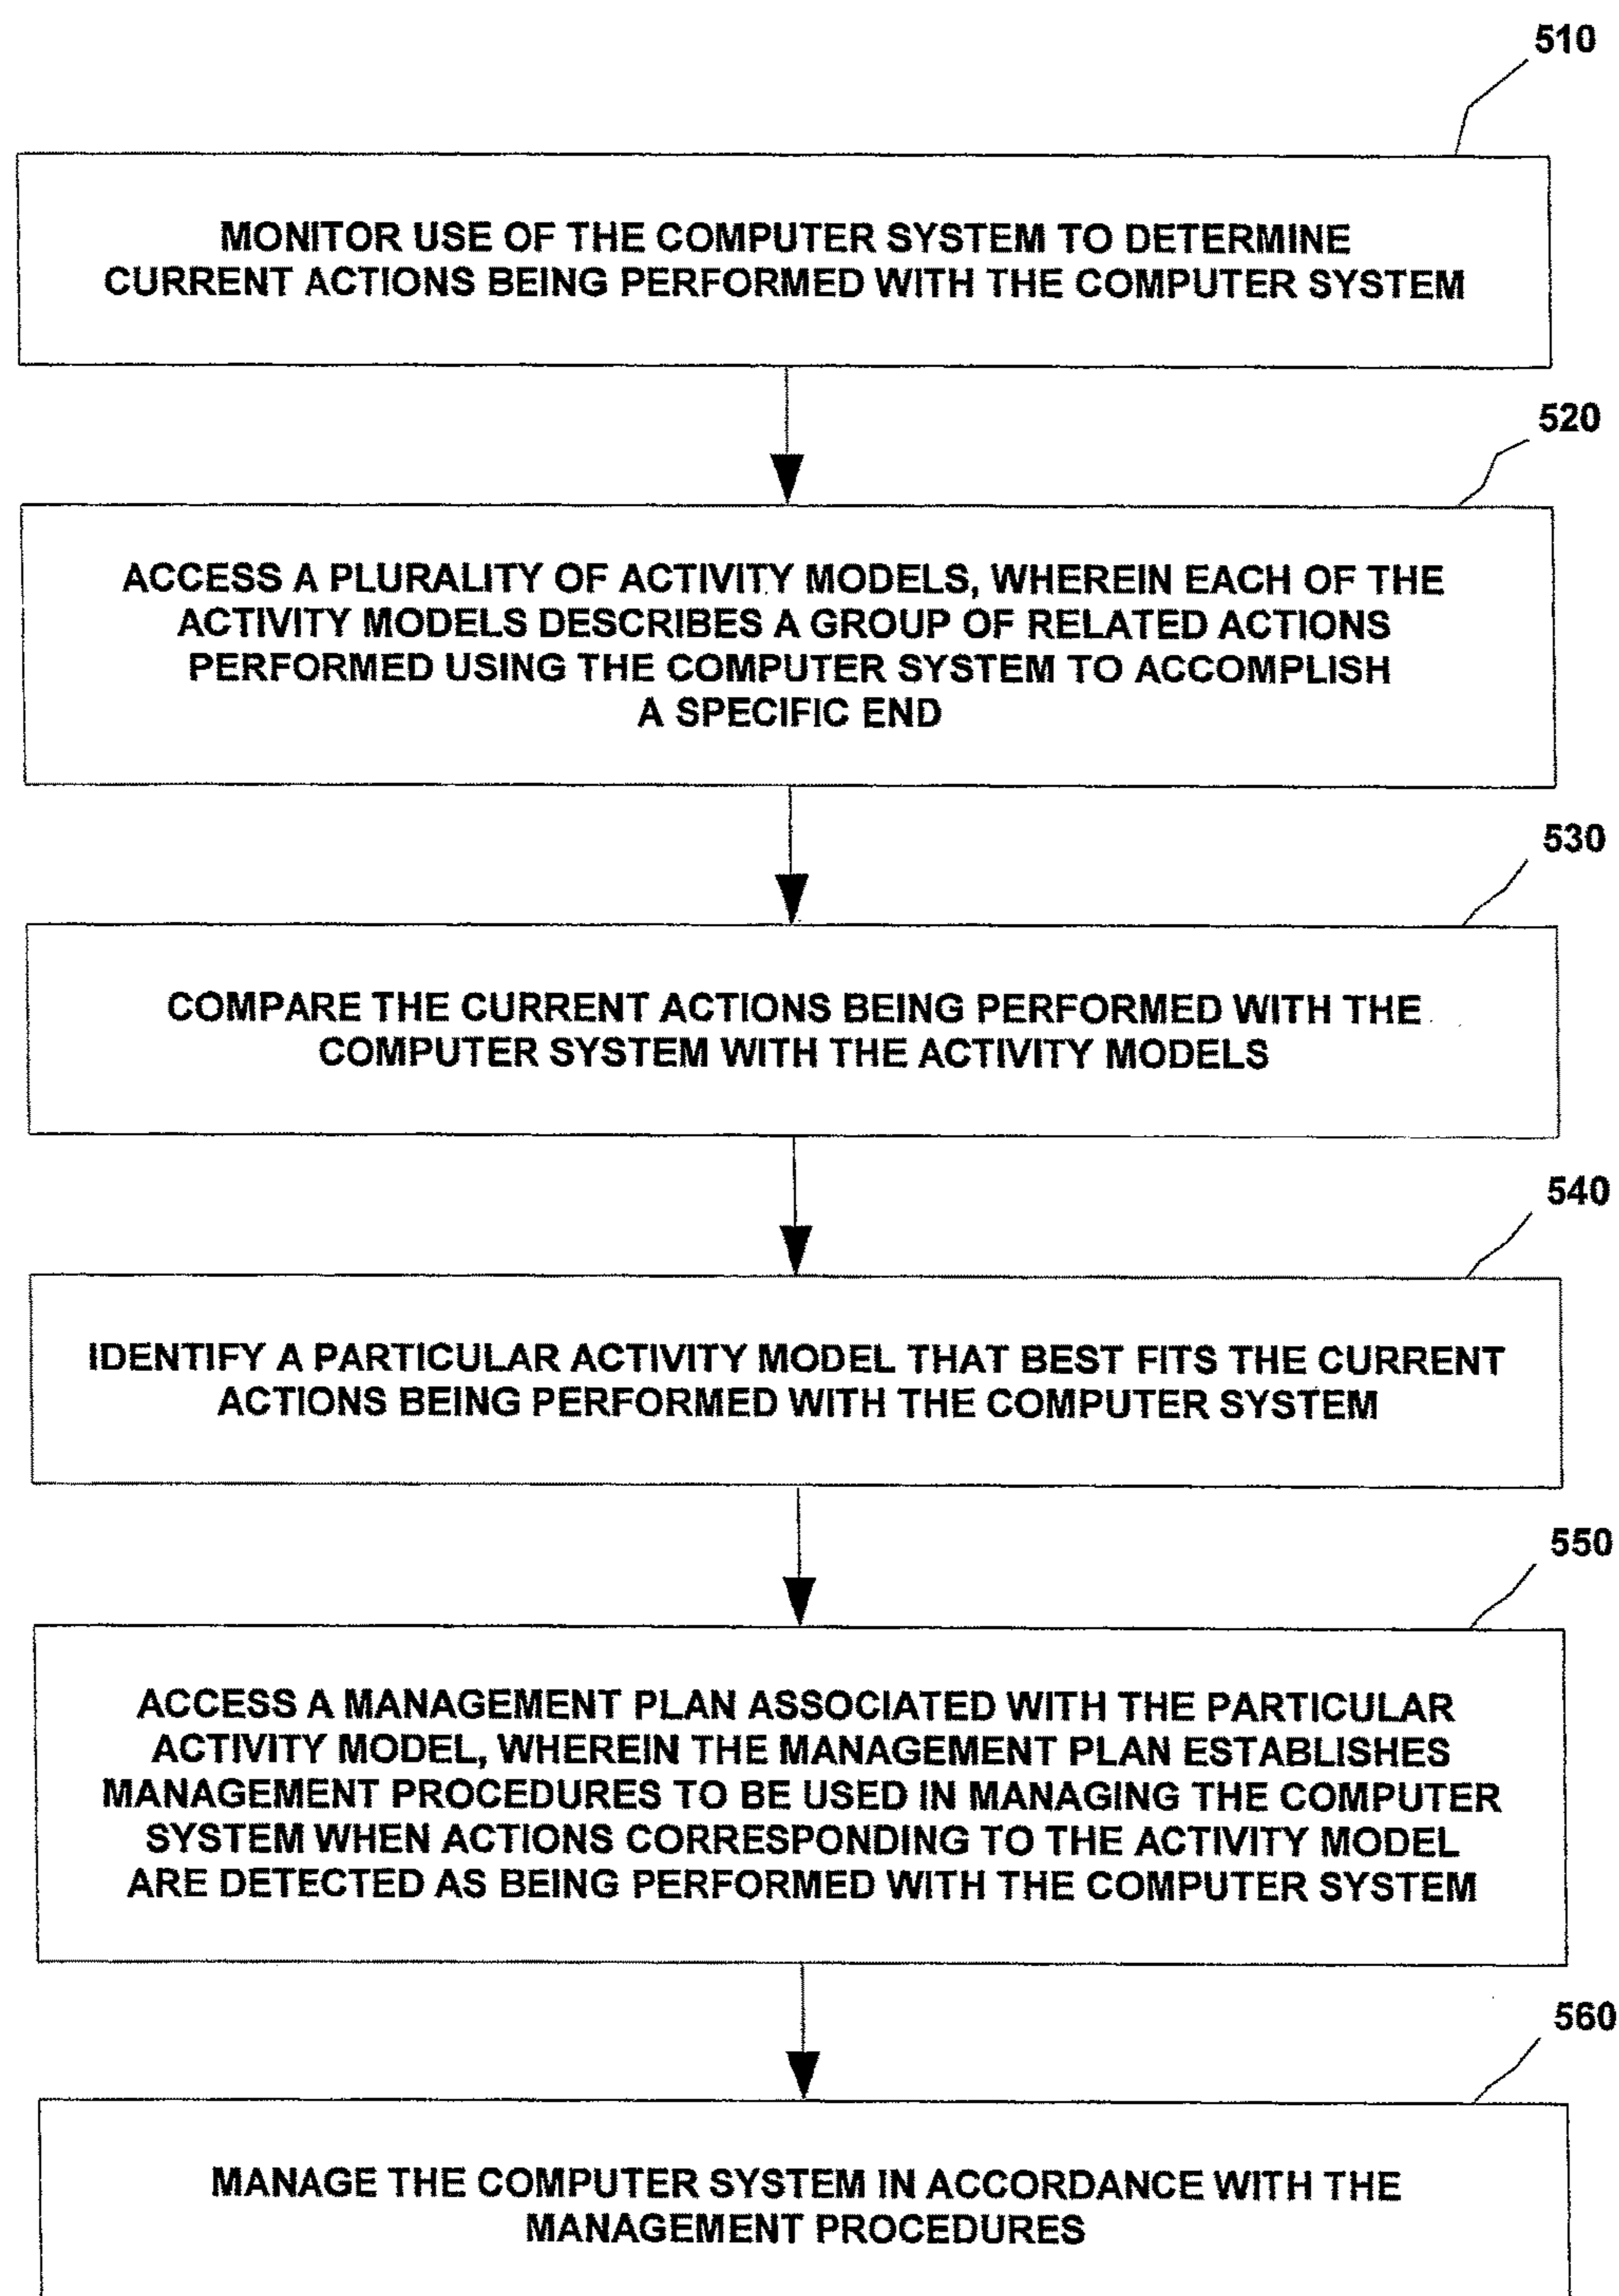 510
MONITOR USE OF THE COMPUTER SYSTEM TO DETERMINE
CURRENT ACTIONS BEING PERFORMED WITH THE COMPUTER SYSTEM
520
ACCESS A PLURALITY OF ACTIVITY MODELS, WHEREIN EACH OF THE
ACTIVITY MODELS DESCRIBES A GROUP OF RELATED ACTIONS
PERFORMED USING THE COMPUTER SYSTEM TO ACCOMPLISH
A SPECIFIC END
530
COMPARE THE CURRENT ACTIONS BEING PERFORMED WITH THE
COMPUTER SYSTEM WITH THE ACTIVITY MODELS
540
IDENTIFY A PARTICULAR ACTIVITY MODEL THAT BEST FITS THE CURRENT
ACTIONS BEING PERFORMED WITH THE COMPUTER SYSTEM
550
ACCESS A MANAGEMENT PLAN ASSOCIATED WITH THE PARTICULAR
ACTIVITY MODEL, WHEREIN THE MANAGEMENT PLAN ESTABLISHES
MANAGEMENT PROCEDURES TO BE USED IN MANAGING THE COMPUTER
SYSTEM WHEN ACTIONS CORRESPONDING TO THE ACTIVITY MODEL
ARE DETECTED AS BEING PERFORMED WITH THE COMPUTER SYSTEM
560
MANAGE THE COMPUTER SYSTEM IN ACCORDANCE WITH THE
MANAGEMENT PROCEDURES